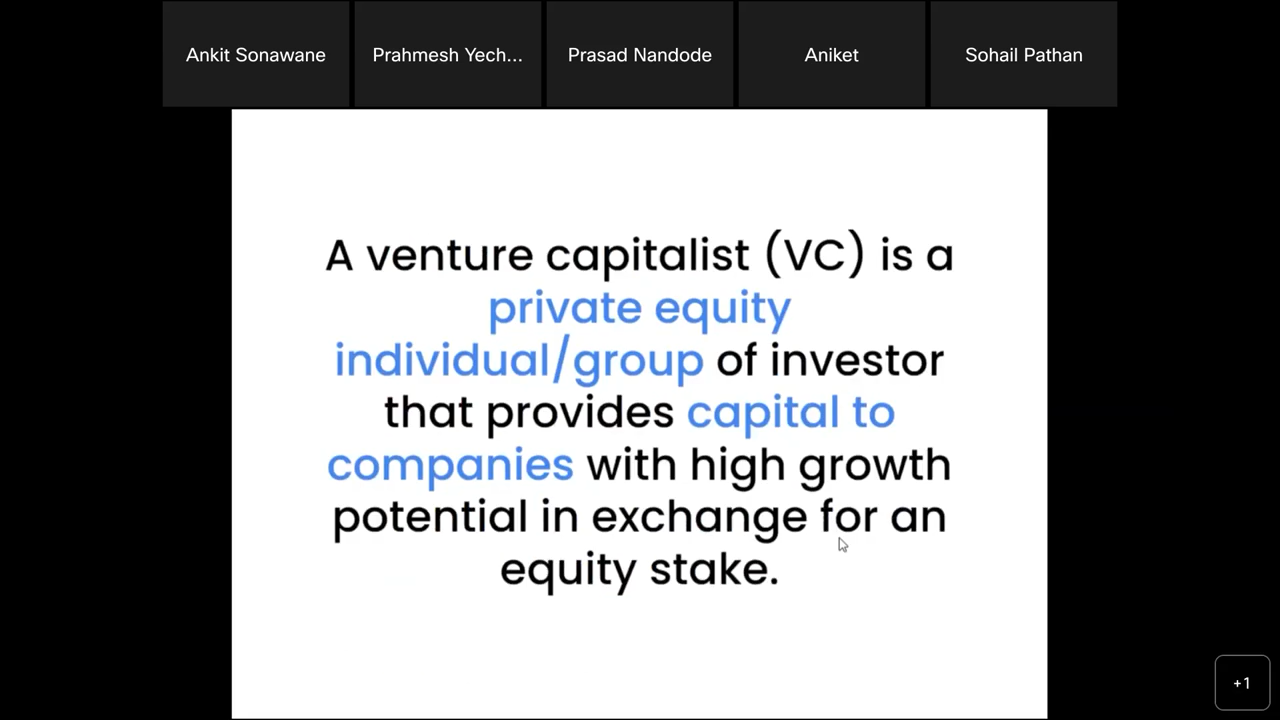 Ankit Sonawane
Prahmesh Yech...
Prasad Nandode
Aniket
Sohail Pathan
A venture capitalist (VC) is a
private equity
individual/group of investor
that provides capital to
companies with high growth
potential in exchange for an
equity stake.
+1